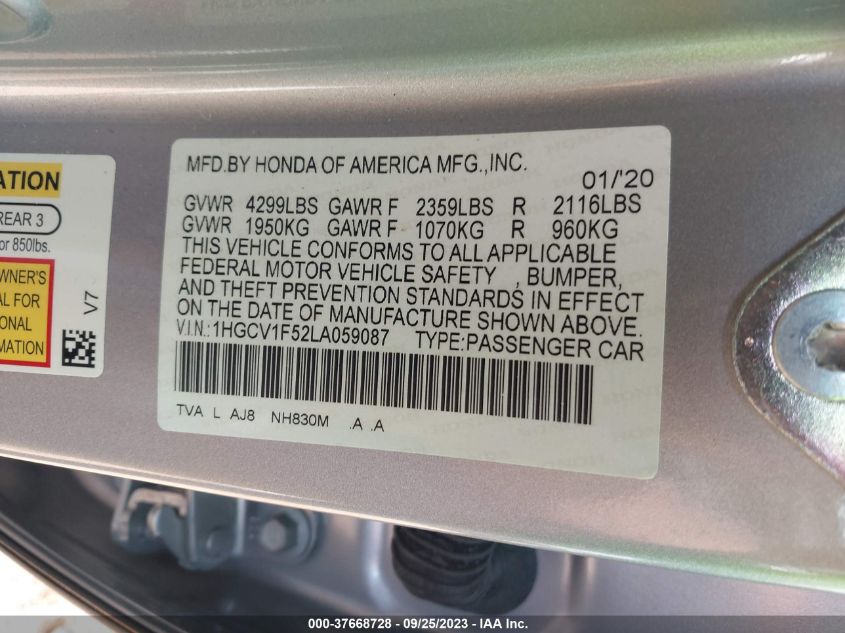 MFD.BY HONDA OF AMERICA MFG.,INC.
01/'20
GVWR 4299LBS GAWR F 2359LBS R 2116LBS
GVWR 1950KG GAWR F 1070KG R 960KG
THIS VEHICLE CONFORMS TO ALL APPLICABLE
FEDERAL MOTOR VEHICLE SAFETY , BUMPER,
AND THEFT PREVENTION STANDARDS IN EFFECT
ON THE DATE OF MANUFACTURE SHOWN ABOVE.
V.I.N.:1HGCV1F52LA059087 TYPE:PASSENGER CAR
TVA L AJ8 NH830M .A .A
ATION
REAR 3
or 850lbs.
WNER'S
AL FOR
ONAL
MATION
V7
000-37668728 - 09/25/2023 - IAA Inc.